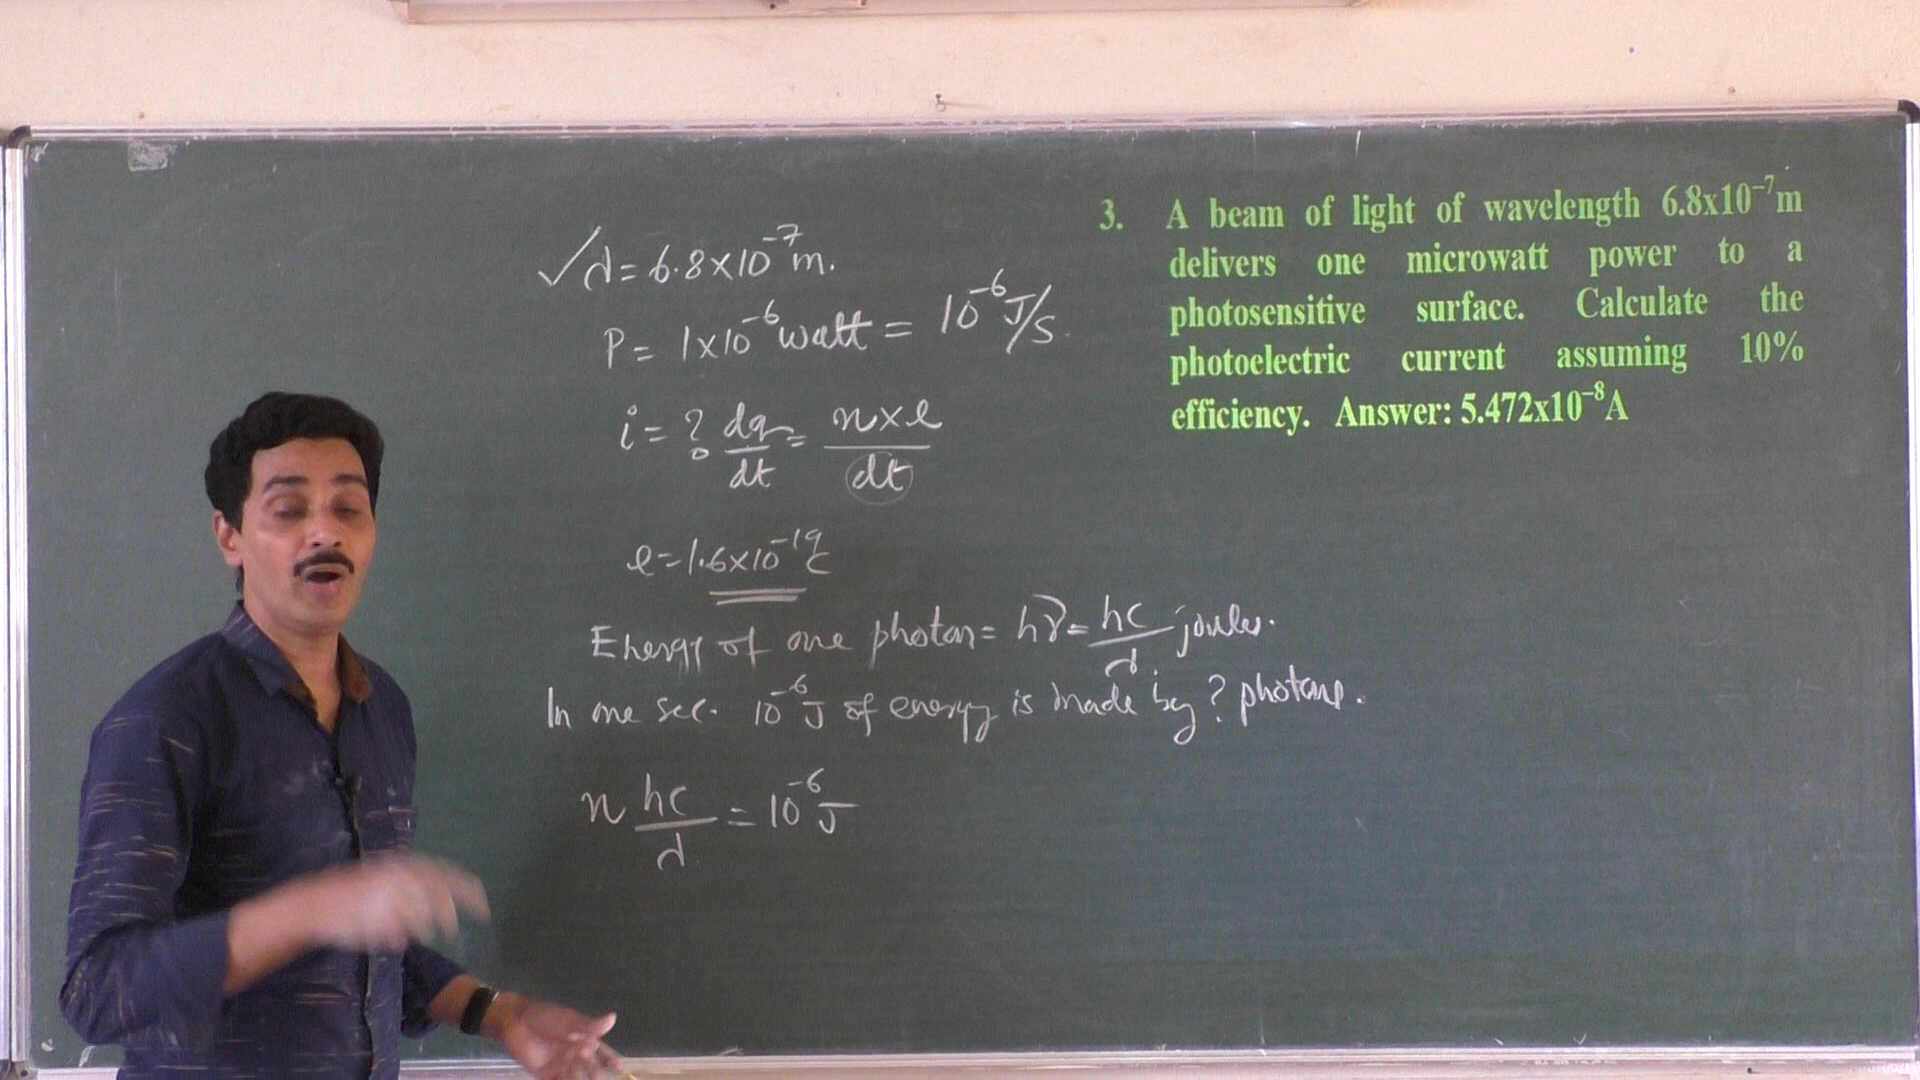 √λ = 6.8×10⁻⁷m.
P = 1×10⁻⁶ watt = 10⁻⁶ J/s.
i = ? dq/dt = n×e/dt
e = 1.6×10⁻¹⁹C
Energy of one photon = hν = hc/λ joules.
In one sec. 10⁻⁶ J of energy is made by ? photons.
n hc/λ = 10⁻⁶ J
3. A beam of light of wavelength 6.8x10⁻⁷m
delivers one microwatt power to a
photosensitive surface. Calculate the
photoelectric current assuming 10%
efficiency. Answer: 5.472x10⁻⁸A